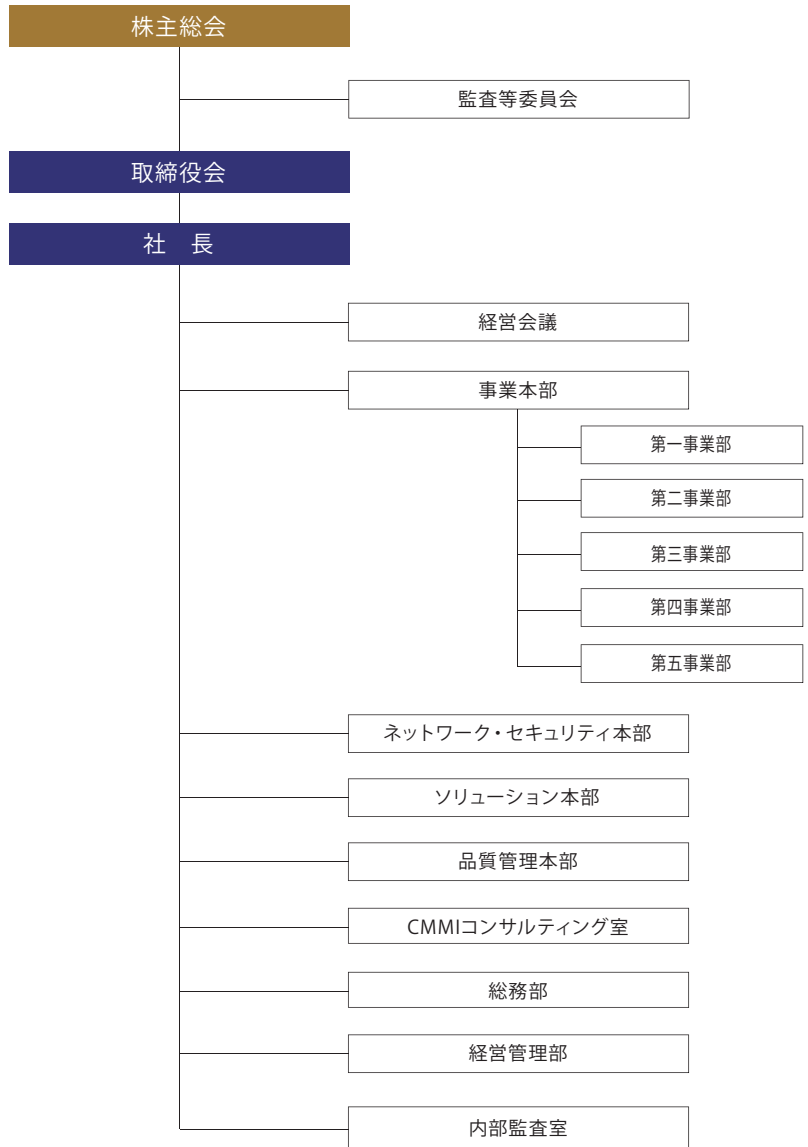 株主総会
監査等委員会
取締役会
社　長
経営会議
事業本部
第一事業部
第二事業部
第三事業部
第四事業部
第五事業部
ネットワーク・セキュリティ本部
ソリューション本部
品質管理本部
CMMIコンサルティング室
総務部
経営管理部
内部監査室